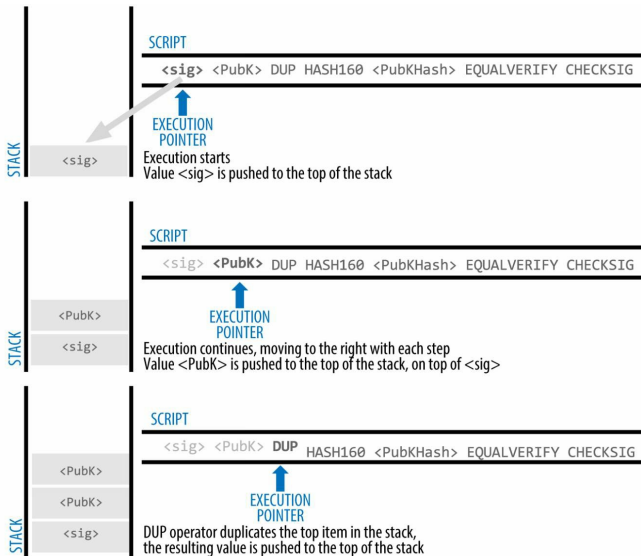 SCRIPT
<sig> <PubK> DUP HASH160 <PubKHash> EQUALVERIFY CHECKSIG
EXECUTION
POINTER
STACK
<sig>
Execution starts
Value <sig> is pushed to the top of the stack
SCRIPT
<sig> <PubK> DUP HASH160 <PubKHash> EQUALVERIFY CHECKSIG
EXECUTION
POINTER
STACK
<PubK>
<sig>
Execution continues, moving to the right with each step
Value <PubK> is pushed to the top of the stack, on top of <sig>
SCRIPT
<sig> <PubK> DUP HASH160 <PubKHash> EQUALVERIFY CHECKSIG
EXECUTION
POINTER
STACK
<PubK>
<PubK>
<sig>
DUP operator duplicates the top item in the stack,
the resulting value is pushed to the top of the stack